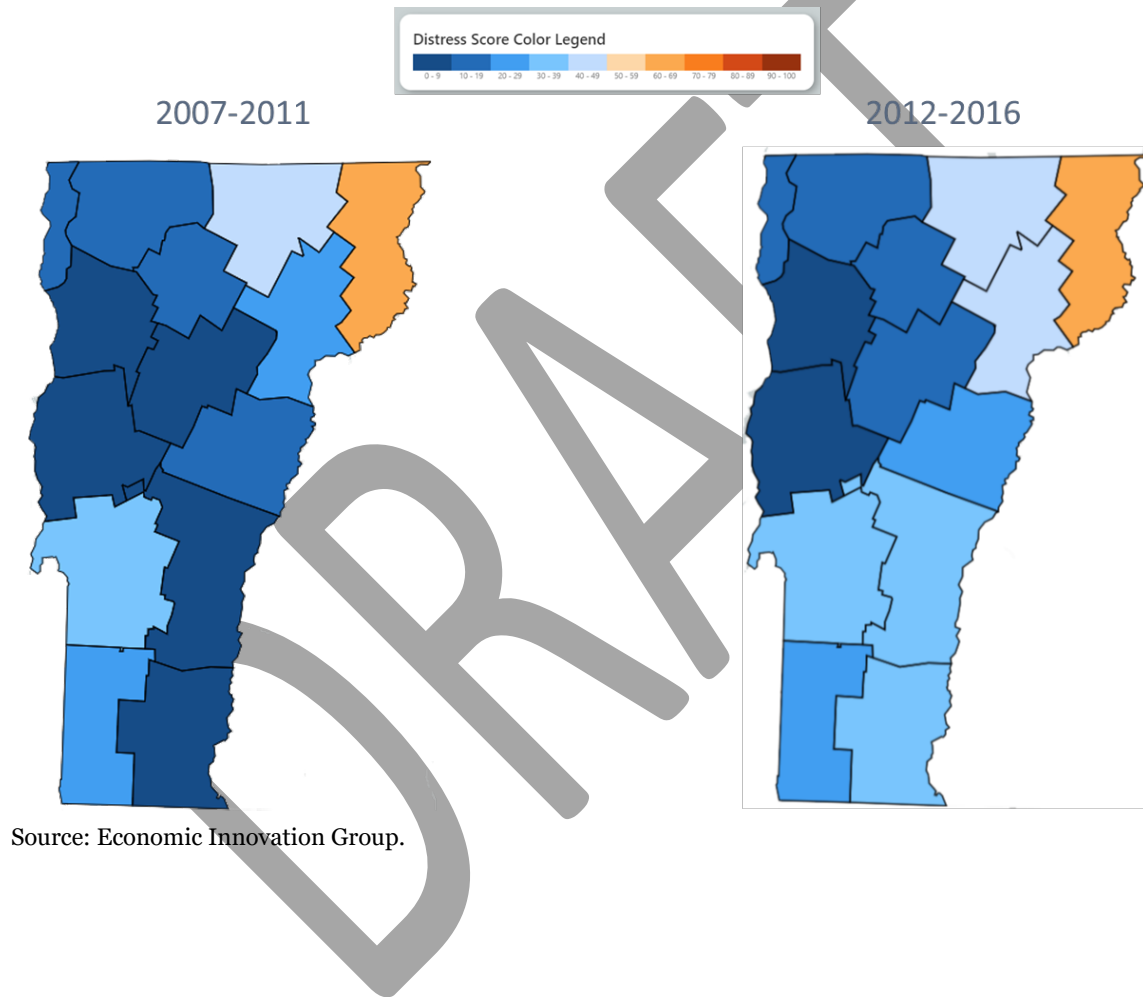 Distress Score Color Legend
0 - 9 10 - 19 20 - 29 30 - 39 40 - 49 50 - 59 60 - 69 70 - 79 80 - 89 90 - 100
2007-2011 2012-2016
DRAFT
Source: Economic Innovation Group.